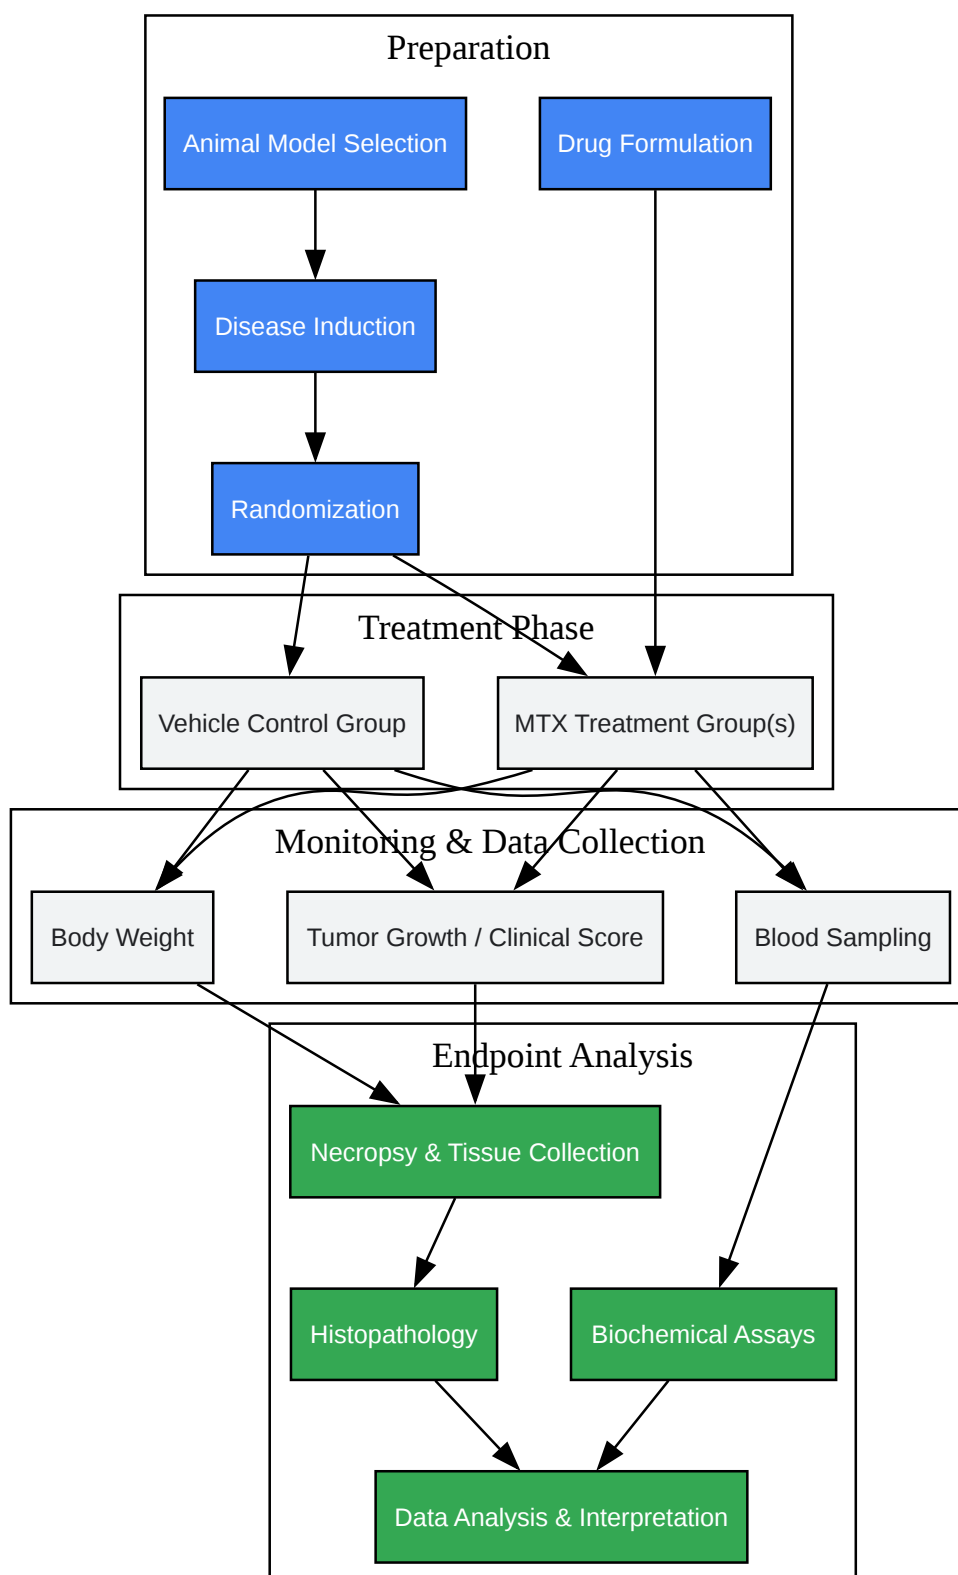 Preparation
Animal Model Selection
Drug Formulation
Disease Induction
Randomization
Treatment Phase
Vehicle Control Group
MTX Treatment Group(s)
Monitoring & Data Collection
Body Weight
Tumor Growth / Clinical Score
Blood Sampling
Endpoint Analysis
Necropsy & Tissue Collection
Histopathology
Biochemical Assays
Data Analysis & Interpretation